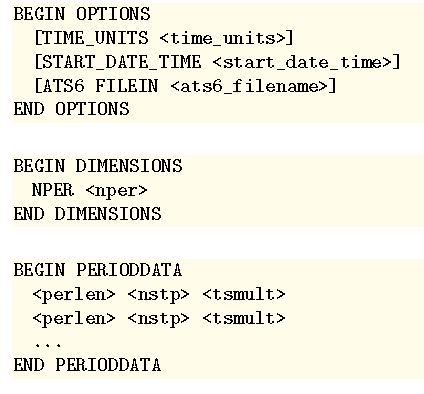 BEGIN OPTIONS
[TIME_UNITS <time_units>]
[START_DATE_TIME <start_date_time>]
[ATS6 FILEIN <ats6_filename>]
END OPTIONS
BEGIN DIMENSIONS
NPER <nper>
END DIMENSIONS
BEGIN PERIODDATA
<perlen> <nstp> <tsmult>
<perlen> <nstp> <tsmult>
...
END PERIODDATA